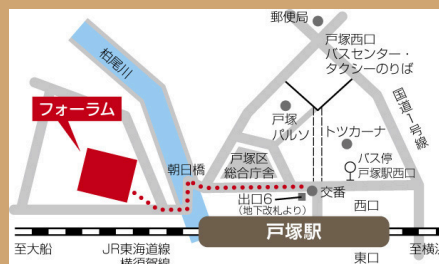 郵便局
戸塚西口
バスセンター・
タクシーのりば
柏尾川
国道1号線
フォーラム
戸塚
パルソ
トツカーナ
朝日橋
戸塚区
総合庁舎
バス停
戸塚駅西口
交番
出口6
(地下改札より)
西口
戸塚駅
至大船
JR東海道線
横須賀線
東口
至横浜